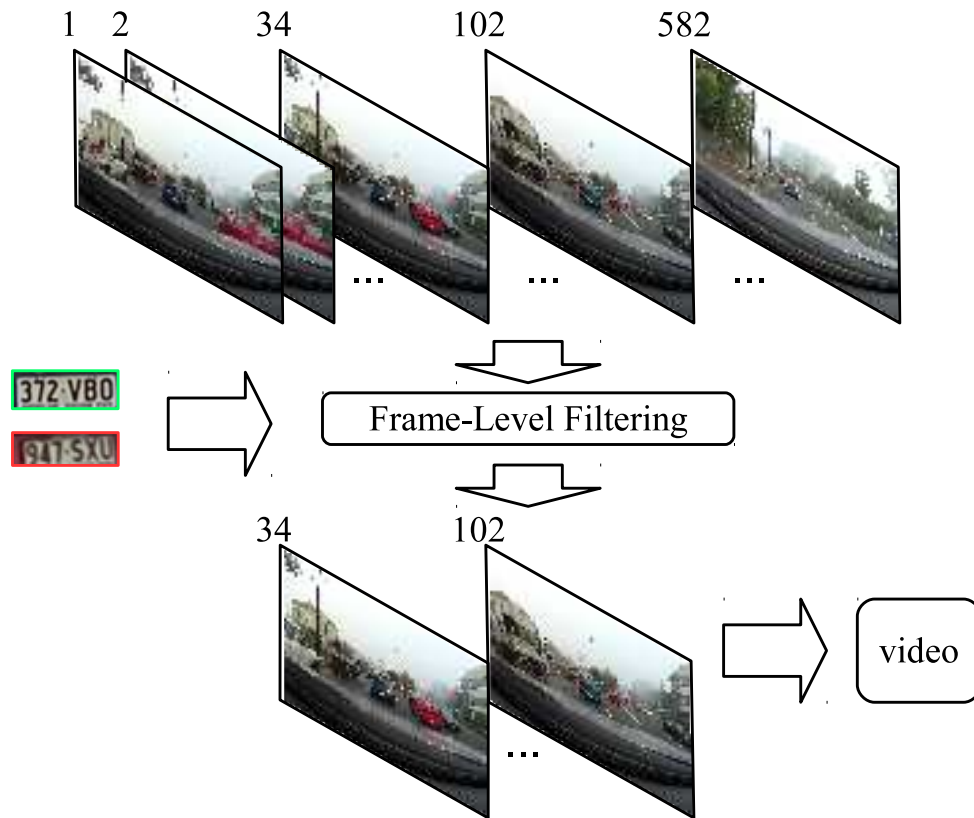 1 2 34 102 582
... ... ...
372·VBO
Frame-Level Filtering
947·SXU
34 102
video
...